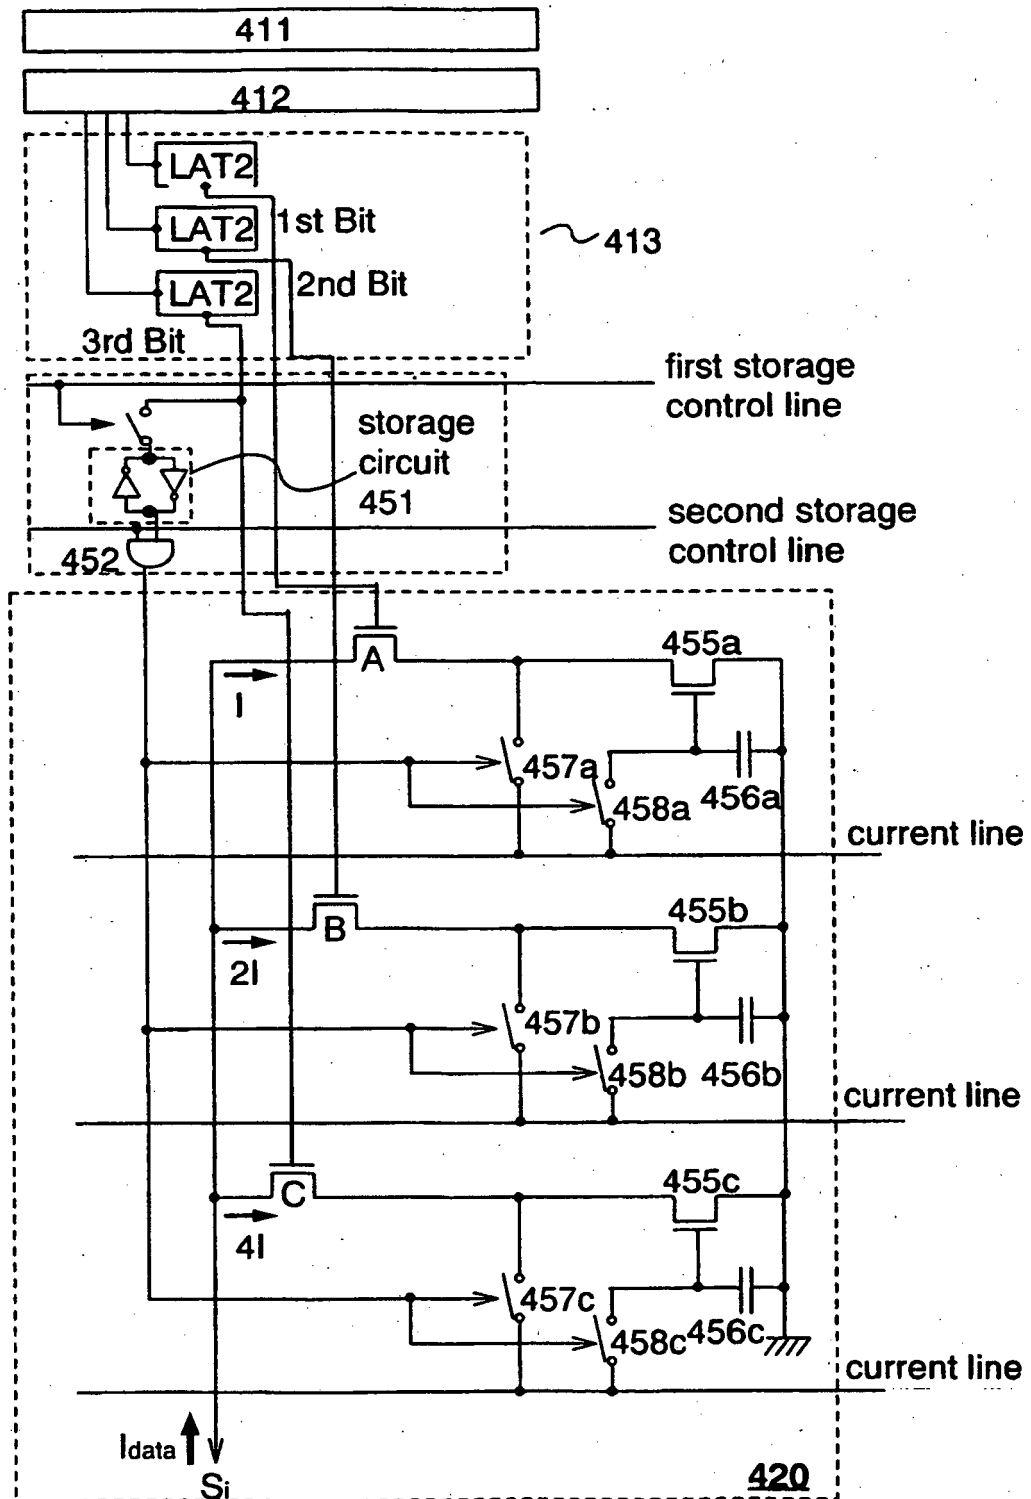 411
412
LAT2
1st Bit
LAT2
413
2nd Bit
LAT2
3rd Bit
first storage
control line
storage
circuit
451
second storage
control line
452
455a
A
I
457a
458a
456a
current line
455b
B
2I
457b
458b
456b
current line
455c
C
4I
457c
458c
456c
current line
Idata
Si
420